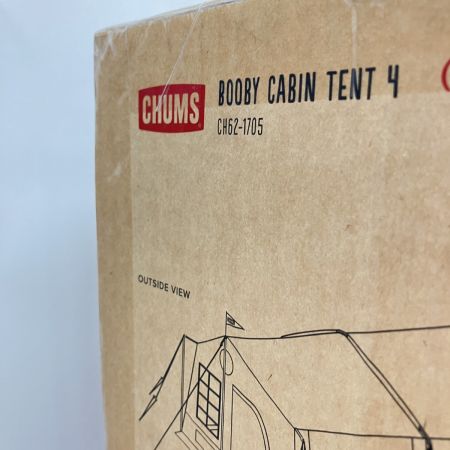 CHUMS
BOOBY CABIN TENT 4
CH62-1705
OUTSIDE VIEW